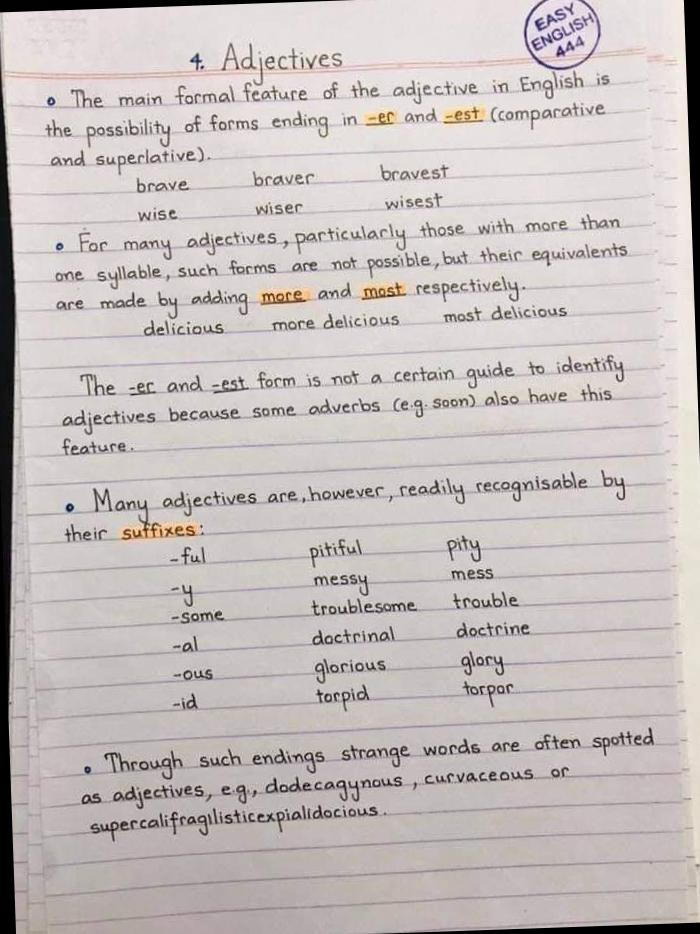 EASY
ENGLISH
444
4. Adjectives
• The main formal feature of the adjective in English is
the possibility of forms ending in -er and -est (comparative
and superlative).
brave braver bravest
wise wiser wisest
• For many adjectives, particularly those with more than
one syllable, such forms are not possible, but their equivalents
are made by adding more and most respectively.
delicious more delicious most delicious
The -er and -est form is not a certain guide to identify
adjectives because some adverbs (e.g. soon) also have this
feature.
• Many adjectives are, however, readily recognisable by
their suffixes:
-ful pitiful pity
-y messy mess
-some troublesome trouble
-al doctrinal doctrine
-ous glorious glory
-id torpid torpor
• Through such endings strange words are often spotted
as adjectives, e.g., dodecagynous, curvaceous or
supercalifragilisticexpialidocious.